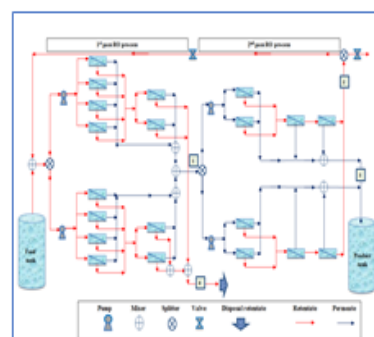 1st pass RO process
2nd pass RO process
Feed
tank
Product
tank
Pump
Mixer
Splitter
Valve
Disposal retentate
Retentate
Permeate